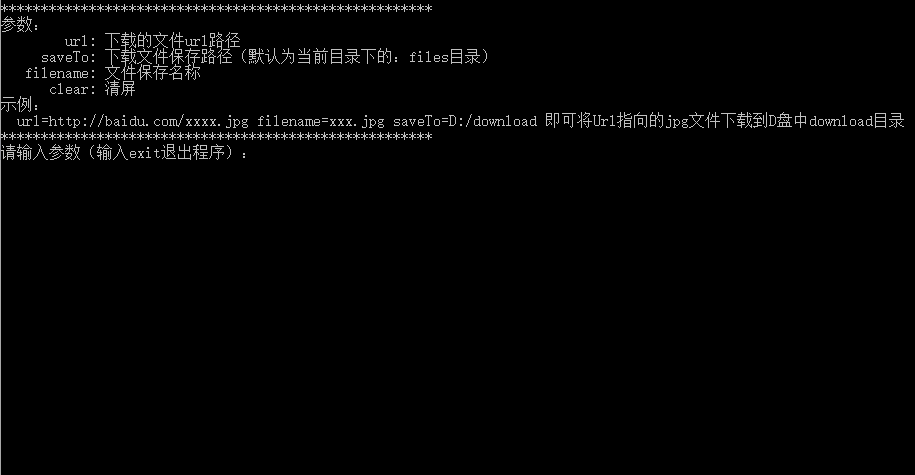 ******************************************************
参数:
url: 下载的文件url路径
saveTo: 下载文件保存路径（默认为当前目录下的：files目录）
filename: 文件保存名称
clear: 清屏
示例:
url=http://baidu.com/xxxx.jpg filename=xxx.jpg saveTo=D:/download 即可将Url指向的jpg文件下载到D盘中download目录
******************************************************
请输入参数（输入exit退出程序）: